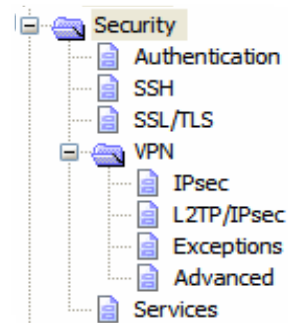 Security
Authentication
SSH
SSL/TLS
VPN
IPsec
L2TP/IPsec
Exceptions
Advanced
Services